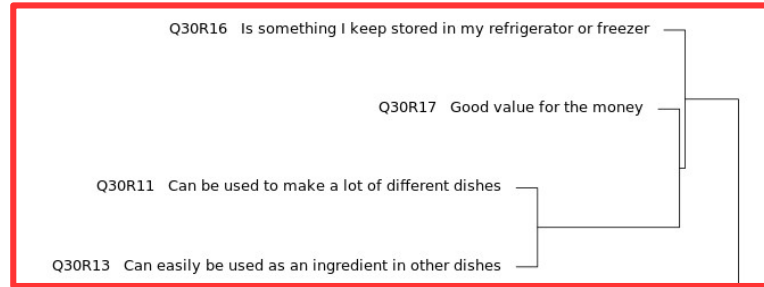 Q30R16 Is something I keep stored in my refrigerator or freezer
Q30R17 Good value for the money
Q30R11 Can be used to make a lot of different dishes
Q30R13 Can easily be used as an ingredient in other dishes